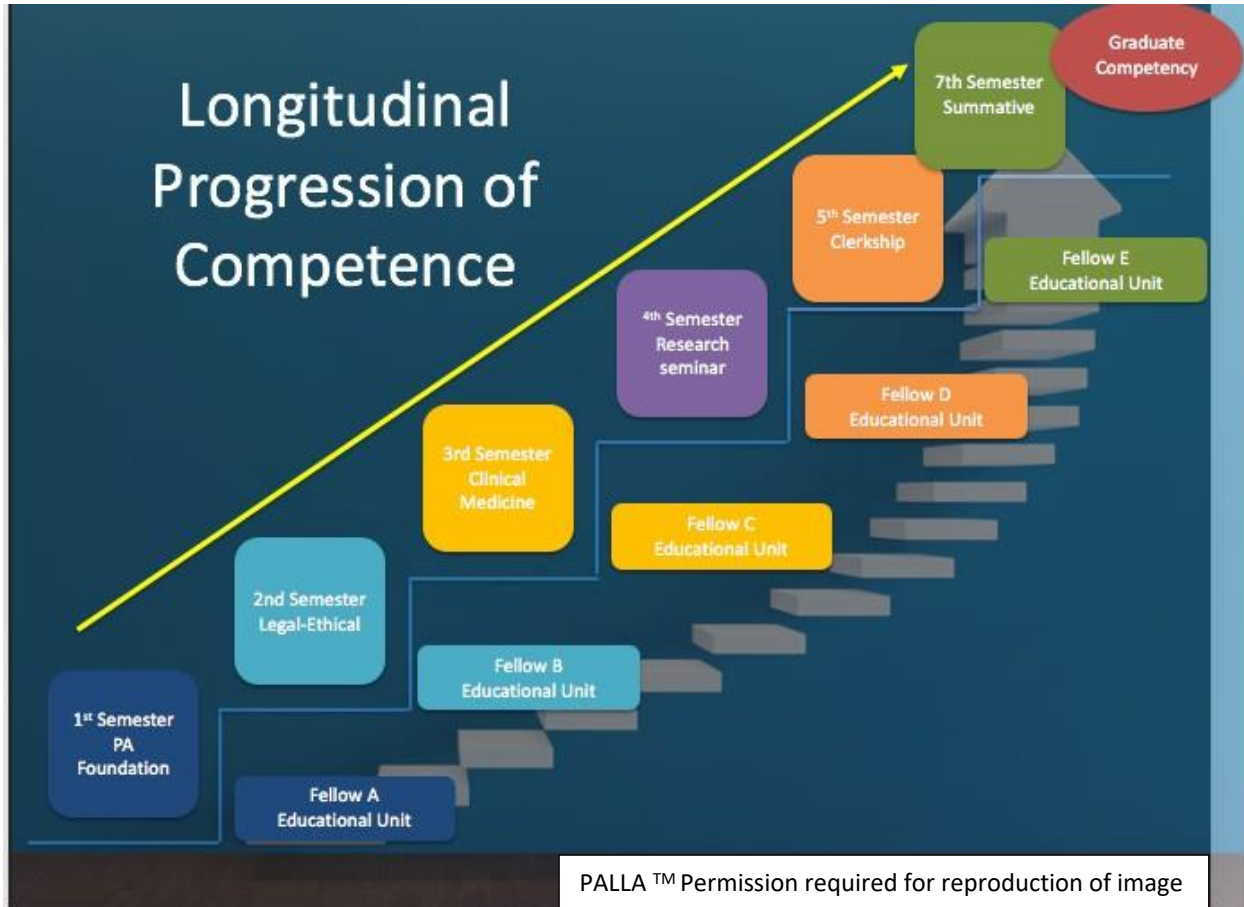 Longitudinal
Progression of
Competence
Graduate
Competency
7th Semester
Summative
5th Semester
Clerkship
Fellow E
Educational Unit
4th Semester
Research
seminar
Fellow D
Educational Unit
3rd Semester
Clinical
Medicine
Fellow C
Educational Unit
2nd Semester
Legal-Ethical
Fellow B
Educational Unit
1st Semester
PA
Foundation
Fellow A
Educational Unit
PALLA ™ Permission required for reproduction of image